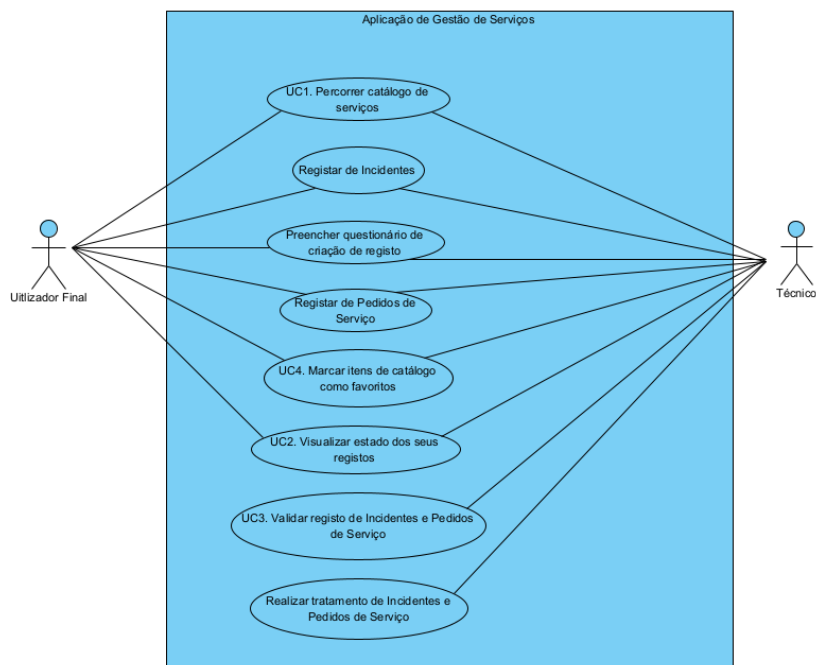 Aplicação de Gestão de Serviços
UC1. Percorrer catálogo de
serviços
Registar de Incidentes
Preencher questionário de
criação de registo
Uitlizador Final
Técnico
Registar de Pedidos de
Serviço
UC4. Marcar itens de catálogo
como favoritos
UC2. Visualizar estado dos seus
registos
UC3. Validar registo de Incidentes e Pedidos
de Serviço
Realizar tratamento de Incidentes e
Pedidos de Serviço